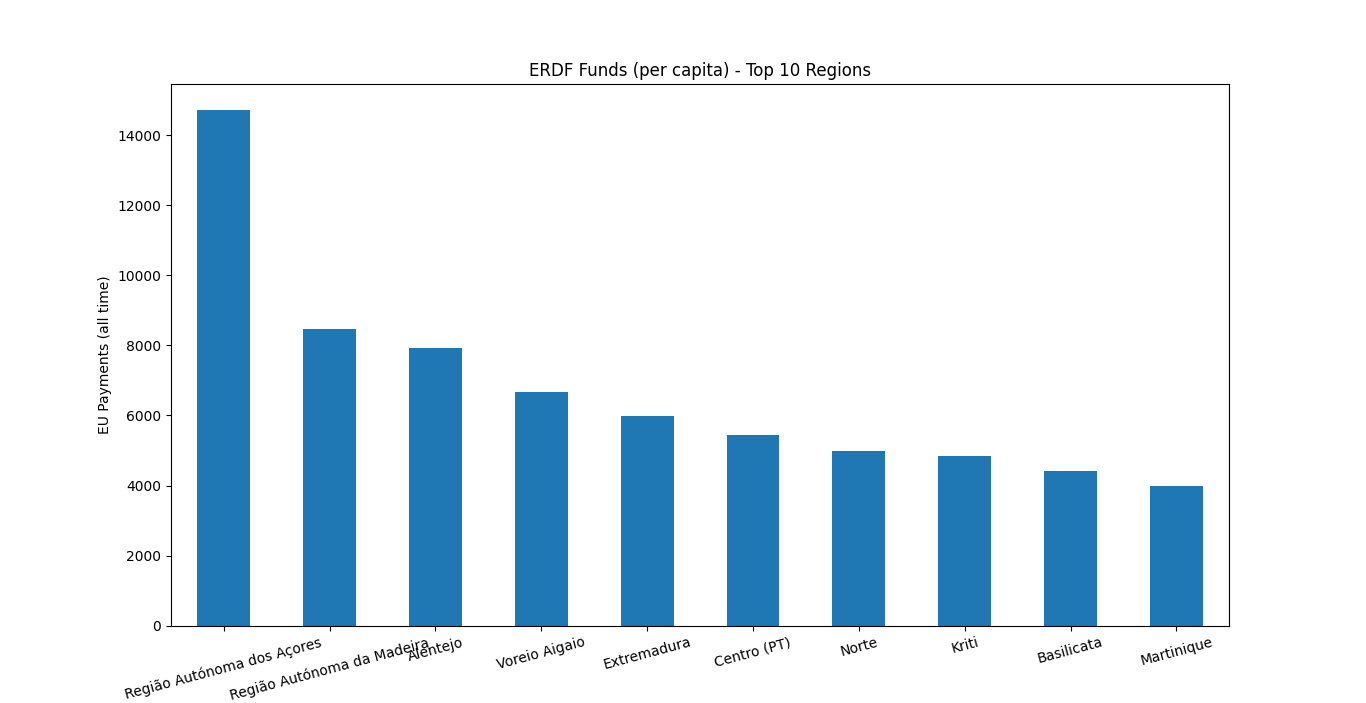 ERDF Funds (per capita) - Top 10 Regions
EU Payments (all time)
14000
12000
10000
8000
6000
4000
2000
0
Região Autónoma dos Açores
Região Autónoma da Madeira
Alentejo
Voreio Aigaio
Extremadura
Centro (PT)
Norte
Kriti
Basilicata
Martinique